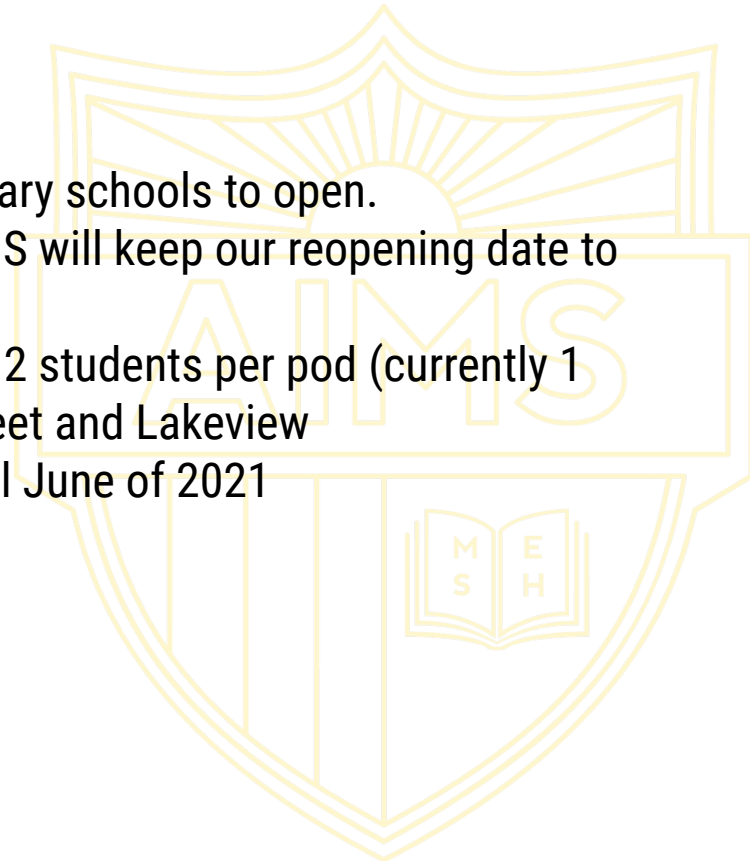 ary schools to open.
S will keep our reopening date to
2 students per pod (currently 1
eet and Lakeview
l June of 2021
AIMS
M E
S H